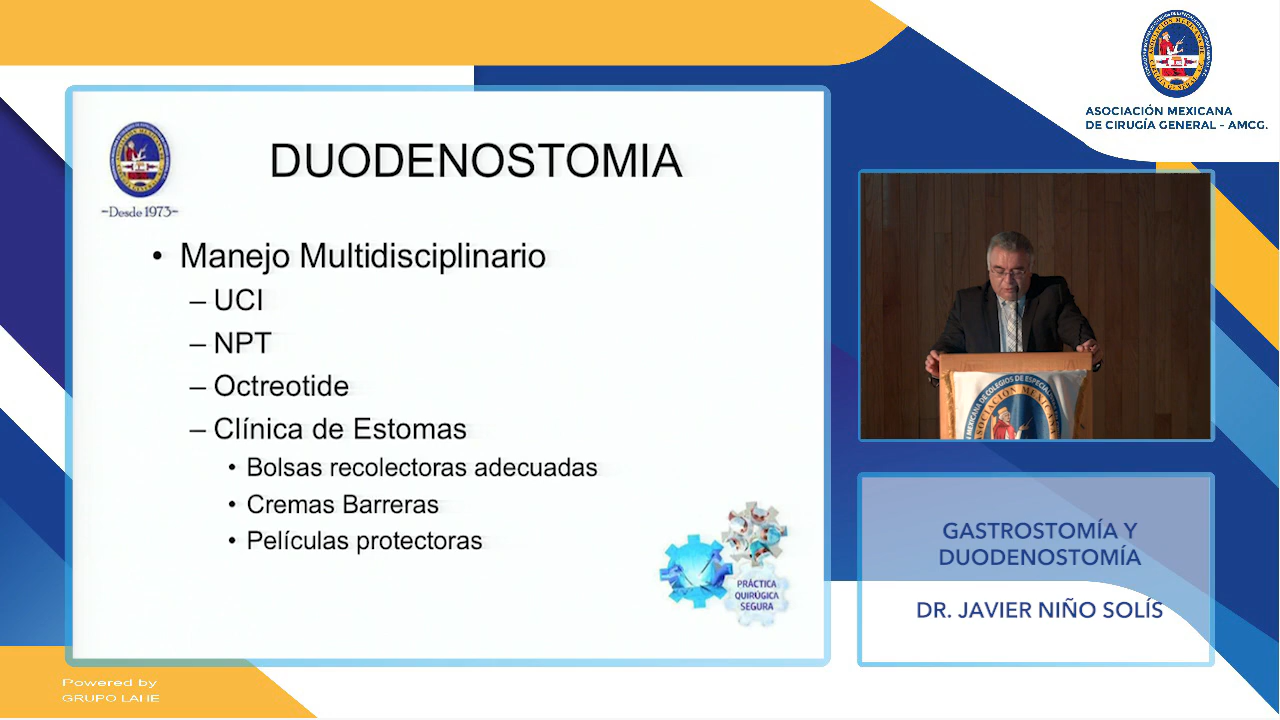 ASOCIACIÓN MEXICANA
DE CIRUGÍA GENERAL - AMCG.
DUODENOSTOMIA
~Desde 1973~
• Manejo Multidisciplinario
– UCI
– NPT
– Octreotide
– Clínica de Estomas
• Bolsas recolectoras adecuadas
• Cremas Barreras
• Películas protectoras
PRÁCTICA
QUIRÚGICA
SEGURA
GASTROSTOMÍA Y
DUODENOSTOMÍA
DR. JAVIER NIÑO SOLÍS
Powered by
GRUPO LAHE